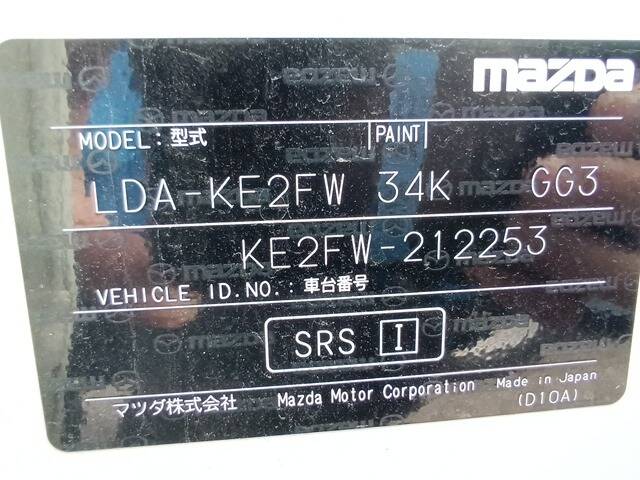 mazda
MODEL: 型式 PAINT
LDA-KE2FW 34K GG3
KE2FW-212253
VEHICLE ID.NO.: 車台番号
SRS I
マツダ株式会社 Mazda Motor Corporation Made in Japan
(D10A)